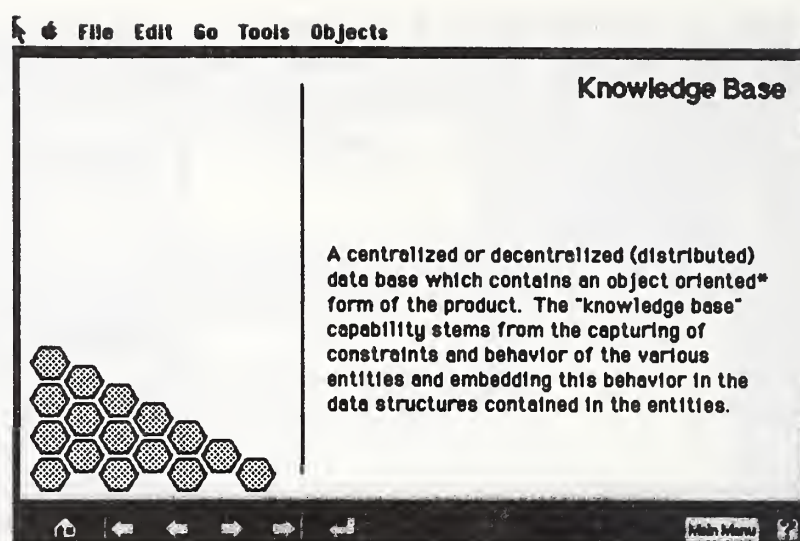 File Edit Go Tools Objects
Knowledge Base
A centralized or decentralized (distributed)
data base which contains an object oriented*
form of the product. The "knowledge base"
capability stems from the capturing of
constraints and behavior of the various
entities and embedding this behavior in the
data structures contained in the entities.
Main Menu